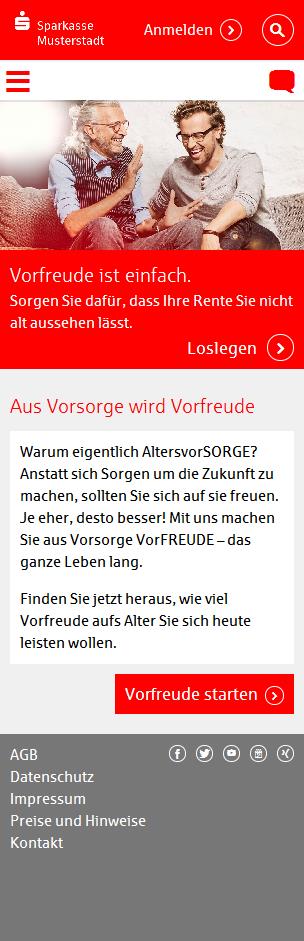 Sparkasse
Musterstadt
Anmelden
Vorfreude ist einfach.
Sorgen Sie dafür, dass Ihre Rente Sie nicht
alt aussehen lässt.
Loslegen
Aus Vorsorge wird Vorfreude
Warum eigentlich AltersvorSORGE?
Anstatt sich Sorgen um die Zukunft zu
machen, sollten Sie sich auf sie freuen.
Je eher, desto besser! Mit uns machen
Sie aus Vorsorge VorFREUDE – das
ganze Leben lang.
Finden Sie jetzt heraus, wie viel
Vorfreude aufs Alter Sie sich heute
leisten wollen.
Vorfreude starten
AGB
Datenschutz
Impressum
Preise und Hinweise
Kontakt